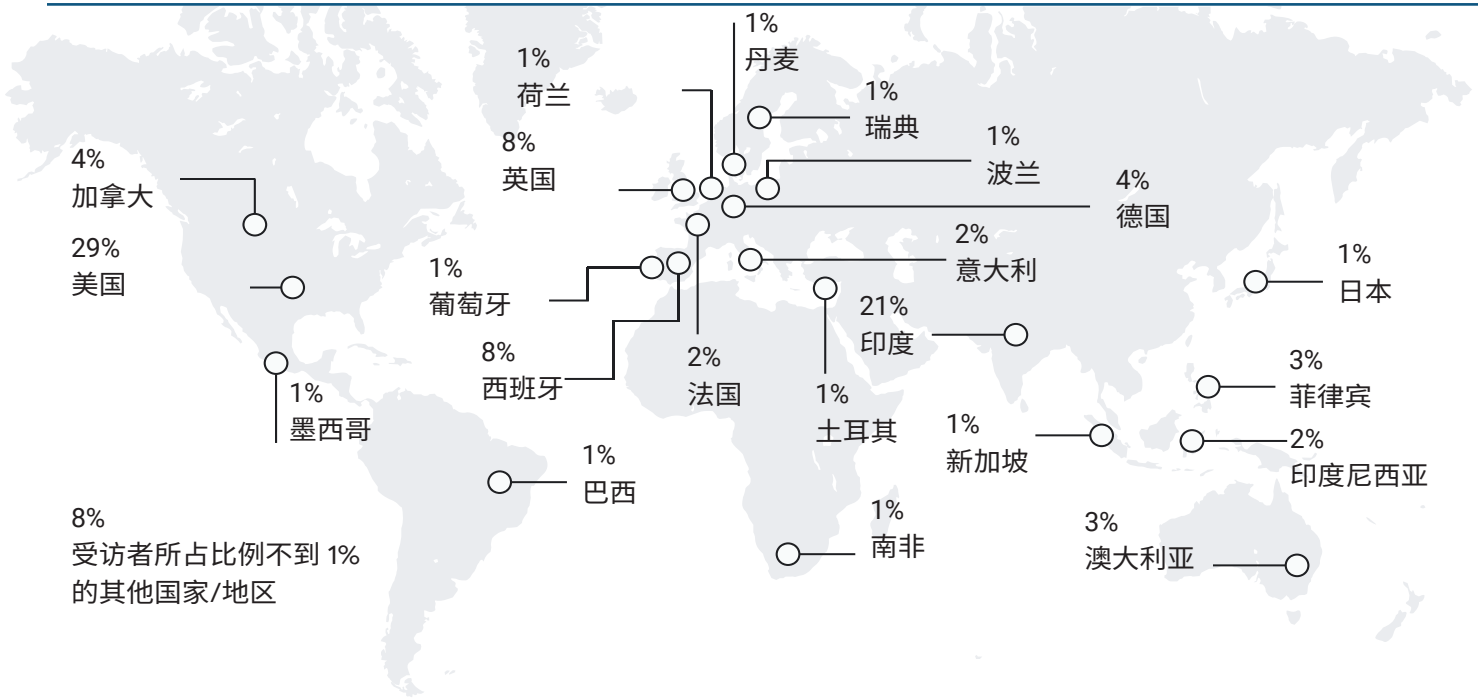 1%
丹麦
1%
荷兰
1%
瑞典
8%
英国
1%
波兰
4%
加拿大
4%
德国
29%
美国
2%
意大利
1%
葡萄牙
1%
日本
21%
印度
8%
西班牙
2%
法国
3%
菲律宾
1%
墨西哥
1%
土耳其
1%
新加坡
2%
印度尼西亚
1%
巴西
1%
南非
3%
澳大利亚
8%
受访者所占比例不到 1%
的其他国家/地区